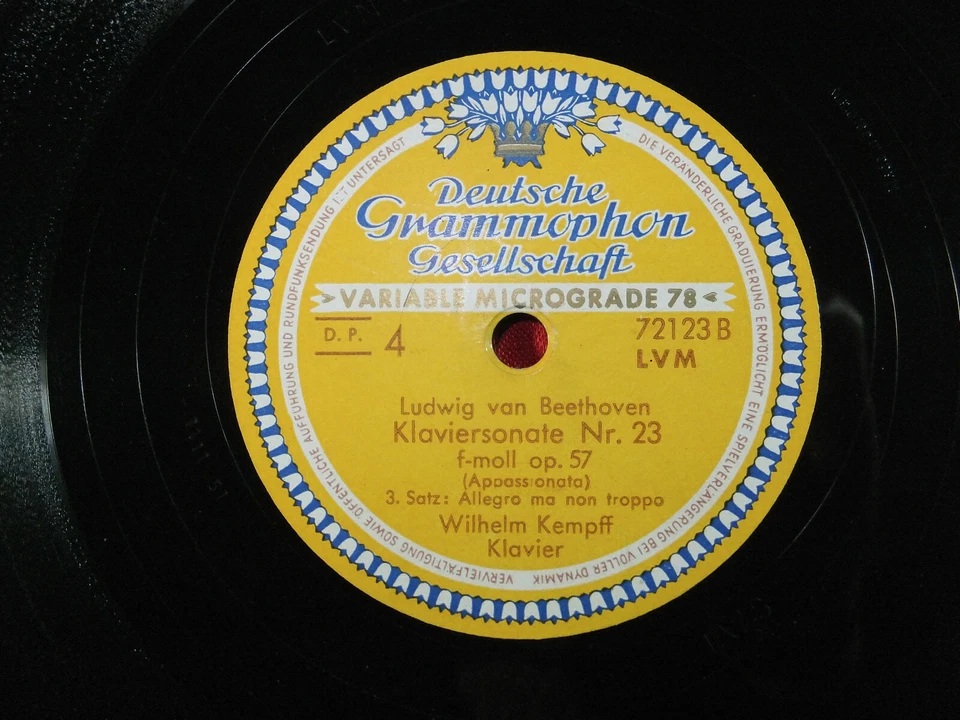 Deutsche
Grammophon
Gesellschaft
>VARIABLE MICROGRADE 78<
D. P. 4
72123 B
LVM
Ludwig van Beethoven
Klaviersonate Nr. 23
f-moll op. 57
(Appassionata)
3. Satz: Allegro ma non troppo
Wilhelm Kempff
Klavier
DIE VERÄNDERLICHE GRADUIERUNG ERMÖGLICHT EINE SPIELVERLÄNGERUNG BEI VOLLER DYNAMIK
VERVIELFÄLTIGUNG SOWIE ÖFFENTLICHE AUFFÜHRUNG UND RUNDFUNKSENDUNG IST UNTERSAGT